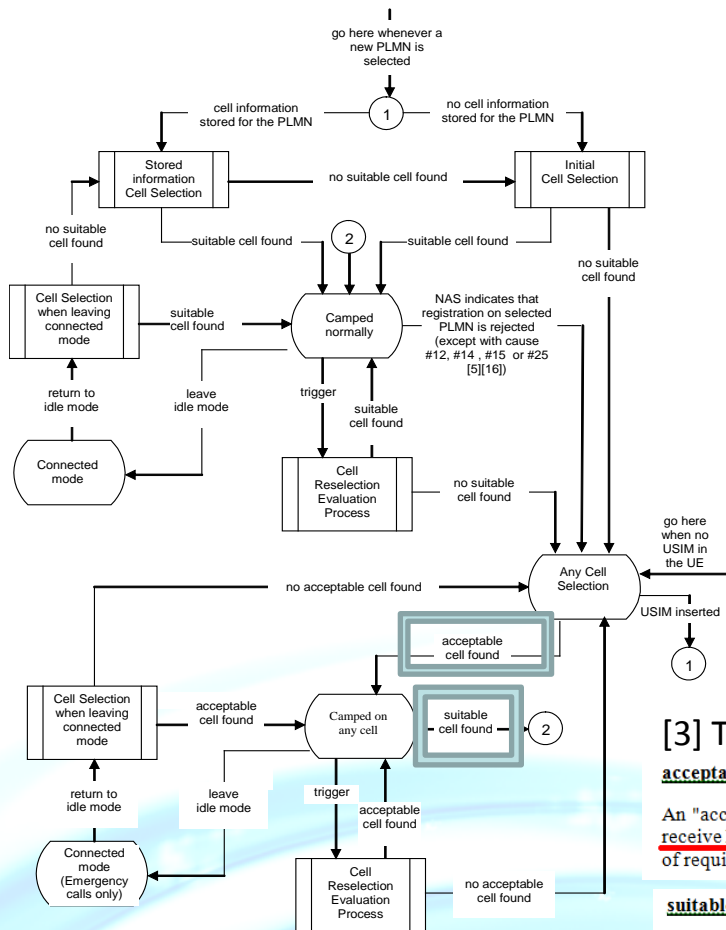 go here whenever a
new PLMN is
selected
cell information
stored for the PLMN
1
no cell information
stored for the PLMN
Stored
information
Cell Selection
no suitable cell found
Initial
Cell Selection
no suitable
cell found
suitable cell found
2
suitable cell found
no suitable
cell found
Cell Selection
when leaving
connected
mode
suitable
cell found
Camped
normally
NAS indicates that
registration on selected
PLMN is rejected
(except with cause
#12, #14 , #15 or #25
[5][16])
return to
idle mode
leave
idle mode
trigger
suitable
cell found
Connected
mode
Cell
Reselection
Evaluation
Process
no suitable
cell found
go here
when no
USIM in
the UE
Any Cell
Selection
no acceptable cell found
USIM inserted
1
acceptable
cell found
Cell Selection
when leaving
connected
mode
acceptable
cell found
Camped on
any cell
suitable
cell found
2
[3] T
accepta
An "acc
receive
of requi
suitable
return to
idle mode
leave
idle mode
trigger
acceptable
cell found
Connected
mode
(Emergency
calls only)
Cell
Reselection
Evaluation
Process
no acceptable
cell found